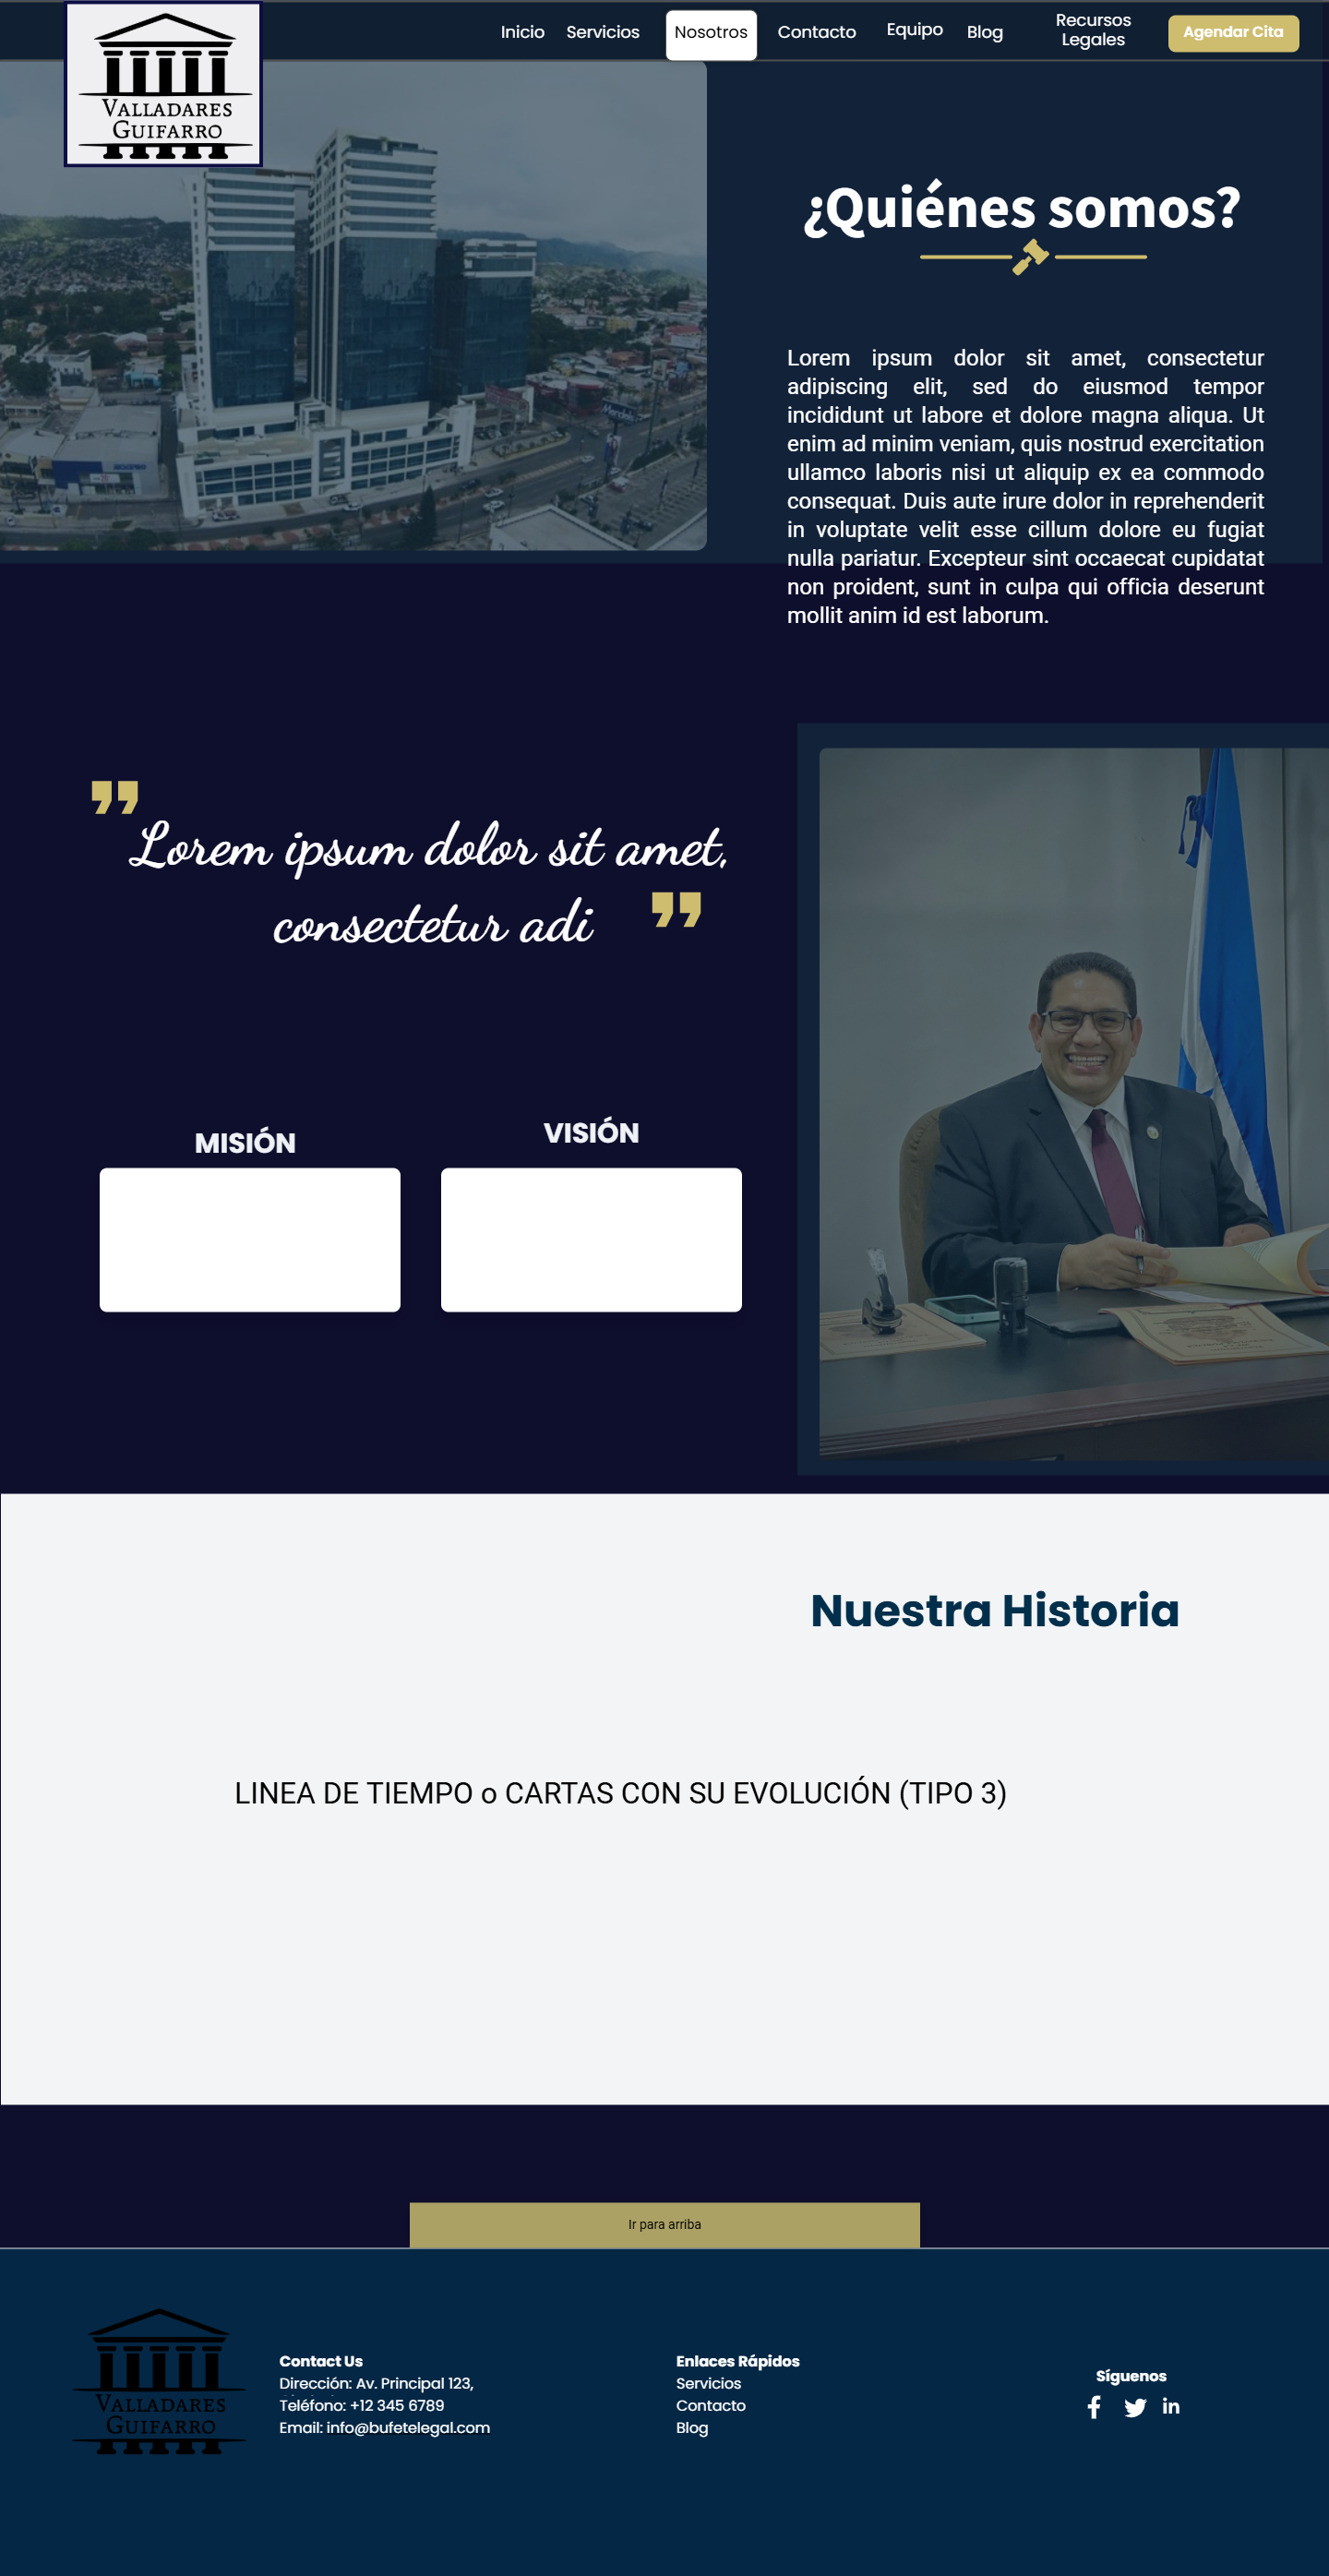 Inicio Servicios Nosotros Contacto Equipo Blog Recursos Legales Agendar Cita
VALLADARES
GUIFARRO
¿Quiénes somos?
Lorem ipsum dolor sit amet, consectetur
adipiscing elit, sed do eiusmod tempor
incididunt ut labore et dolore magna aliqua. Ut
enim ad minim veniam, quis nostrud exercitation
ullamco laboris nisi ut aliquip ex ea commodo
consequat. Duis aute irure dolor in reprehenderit
in voluptate velit esse cillum dolore eu fugiat
nulla pariatur. Excepteur sint occaecat cupidatat
non proident, sunt in culpa qui officia deserunt
mollit anim id est laborum.
Lorem ipsum dolor sit amet,
consectetur adi
MISIÓN
VISIÓN
Nuestra Historia
LINEA DE TIEMPO o CARTAS CON SU EVOLUCIÓN (TIPO 3)
Ir para arriba
VALLADARES
GUIFARRO
Contact Us
Dirección: Av. Principal 123,
Teléfono: +12 345 6789
Email: info@bufetelegal.com
Enlaces Rápidos
Servicios
Contacto
Blog
Síguenos